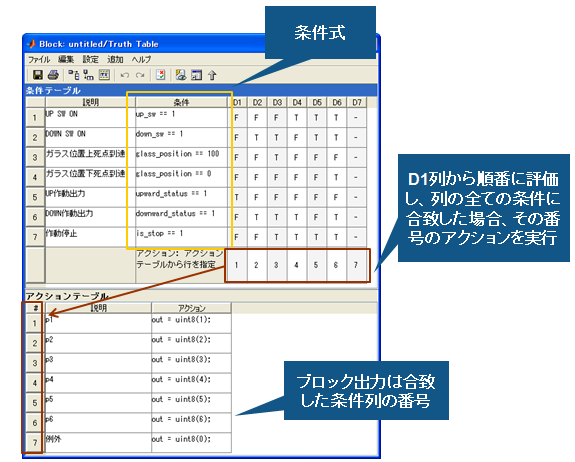 条件式
Block: untitled/Truth Table
ファイル 編集 設定 追加 ヘルプ
条件テーブル
説明 条件 D1 D2 D3 D4 D5 D6 D7
1 UP SW ON up_sw == 1 F F F T T T -
2 DOWN SW ON down_sw == 1 F T T F F T -
3 ガラス位置上死点到達 glass_position == 100
4 ガラス位置下死点到達 glass_position == 0
5 UP作動出力 upward_status == 1
6 DOWN作動出力 downward_status == 1
7 作動停止 is_stop == 1
アクション: アクション
テーブルから行を指定
1 2 3 4 5 6 7
D1列から順番に評価
し、列の全ての条件に
合致した場合、その番
号のアクションを実行
アクションテーブル
# 説明 アクション
1 p1 out = uint8(1);
2 p2 out = uint8(2);
3 p3 out = uint8(3);
4 p4 out = uint8(4);
5 p5 out = uint8(5);
6 p6 out = uint8(6);
7 例外 out = uint8(0);
ブロック出力は合致
した条件列の番号